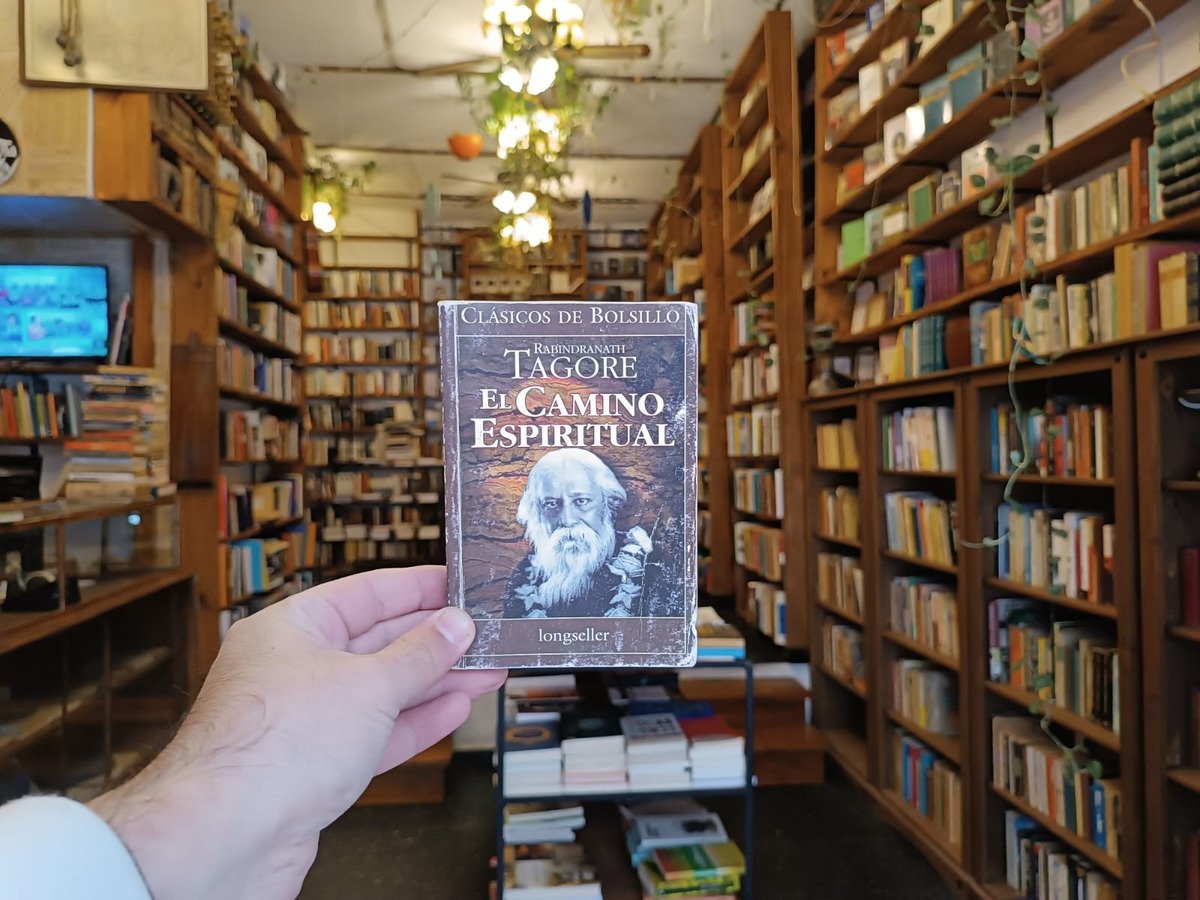 CLÁSICOS DE BOLSILLO
RABINDRANATH
TAGORE
EL CAMINO
ESPIRITUAL
longseller